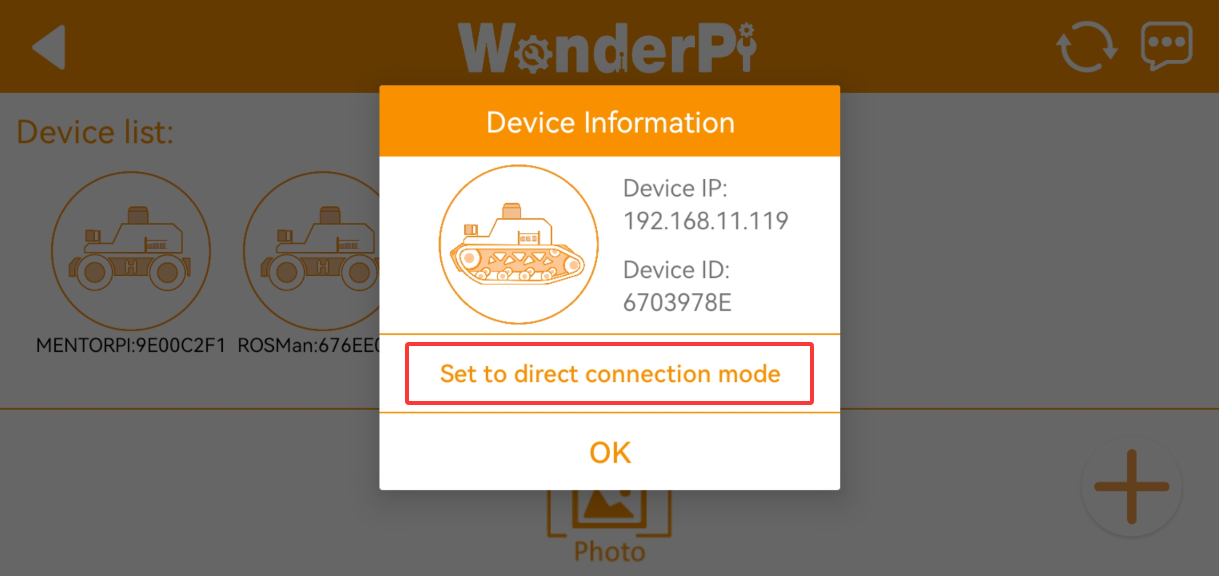 WonderPi
Device Information
Device list:
Device IP:
192.168.11.119
Device ID:
6703978E
MENTORPI:9E00C2F1
ROSMan:676EE
Set to direct connection mode
OK
Photo